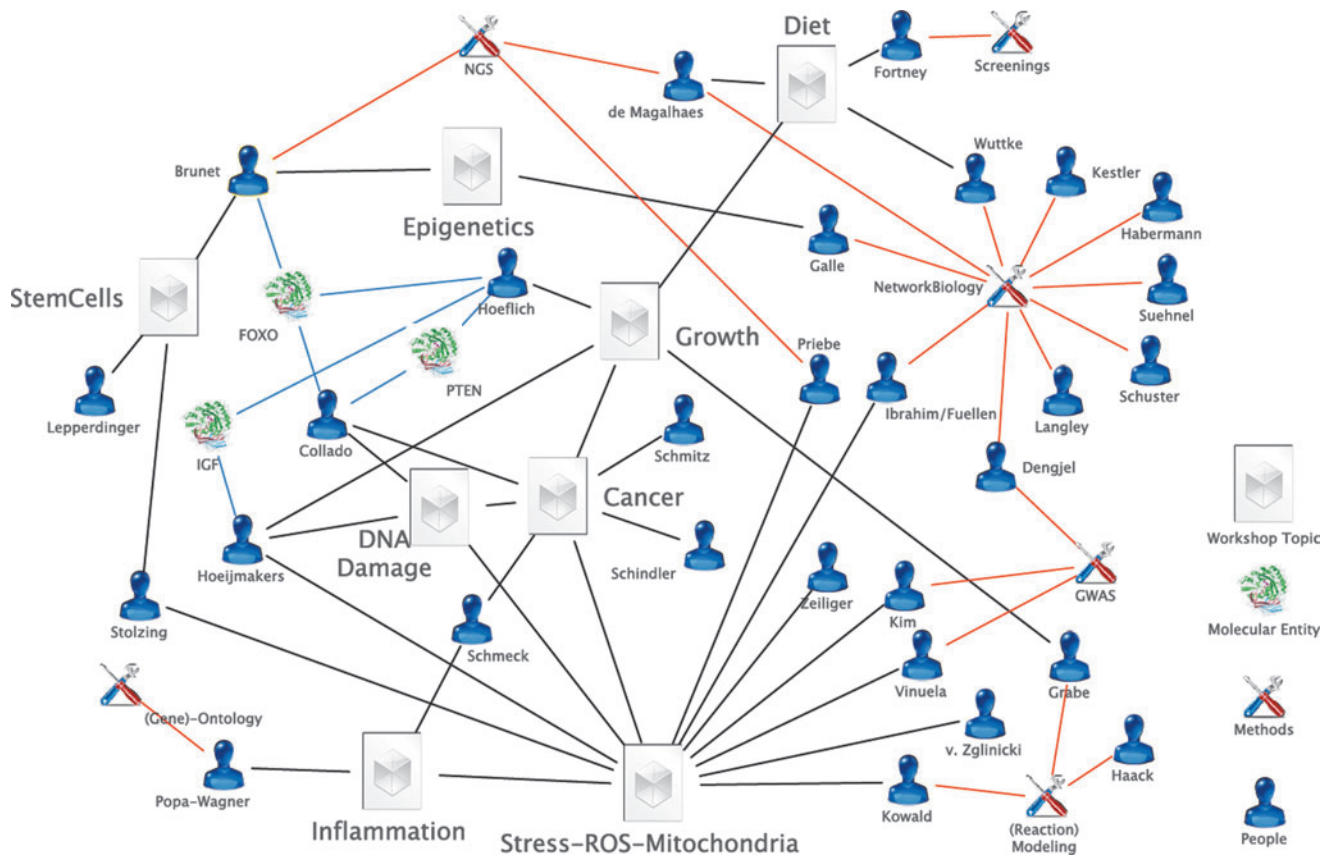 Diet
NGS
Fortney
Screenings
de Magalhaes
Brunet
Wuttke
Kestler
Epigenetics
Habermann
Galle
StemCells
NetworkBiology
Hoeflich
Suehnel
FOXO
Growth
Priebe
PTEN
Schuster
Lepperdinger
Ibrahim/Fuellen
Langley
Collado
Schmitz
IGF
Dengjel
Cancer
DNA
Damage
Workshop Topic
Hoeijmakers
Schindler
Zeiliger
Kim
GWAS
Stolzing
Molecular Entity
Schmeck
Vinuela
Grabe
(Gene)-Ontology
Methods
v. Zglinicki
Haack
Popa-Wagner
Kowald
Inflammation
Stress-ROS-Mitochondria
(Reaction)
Modeling
People